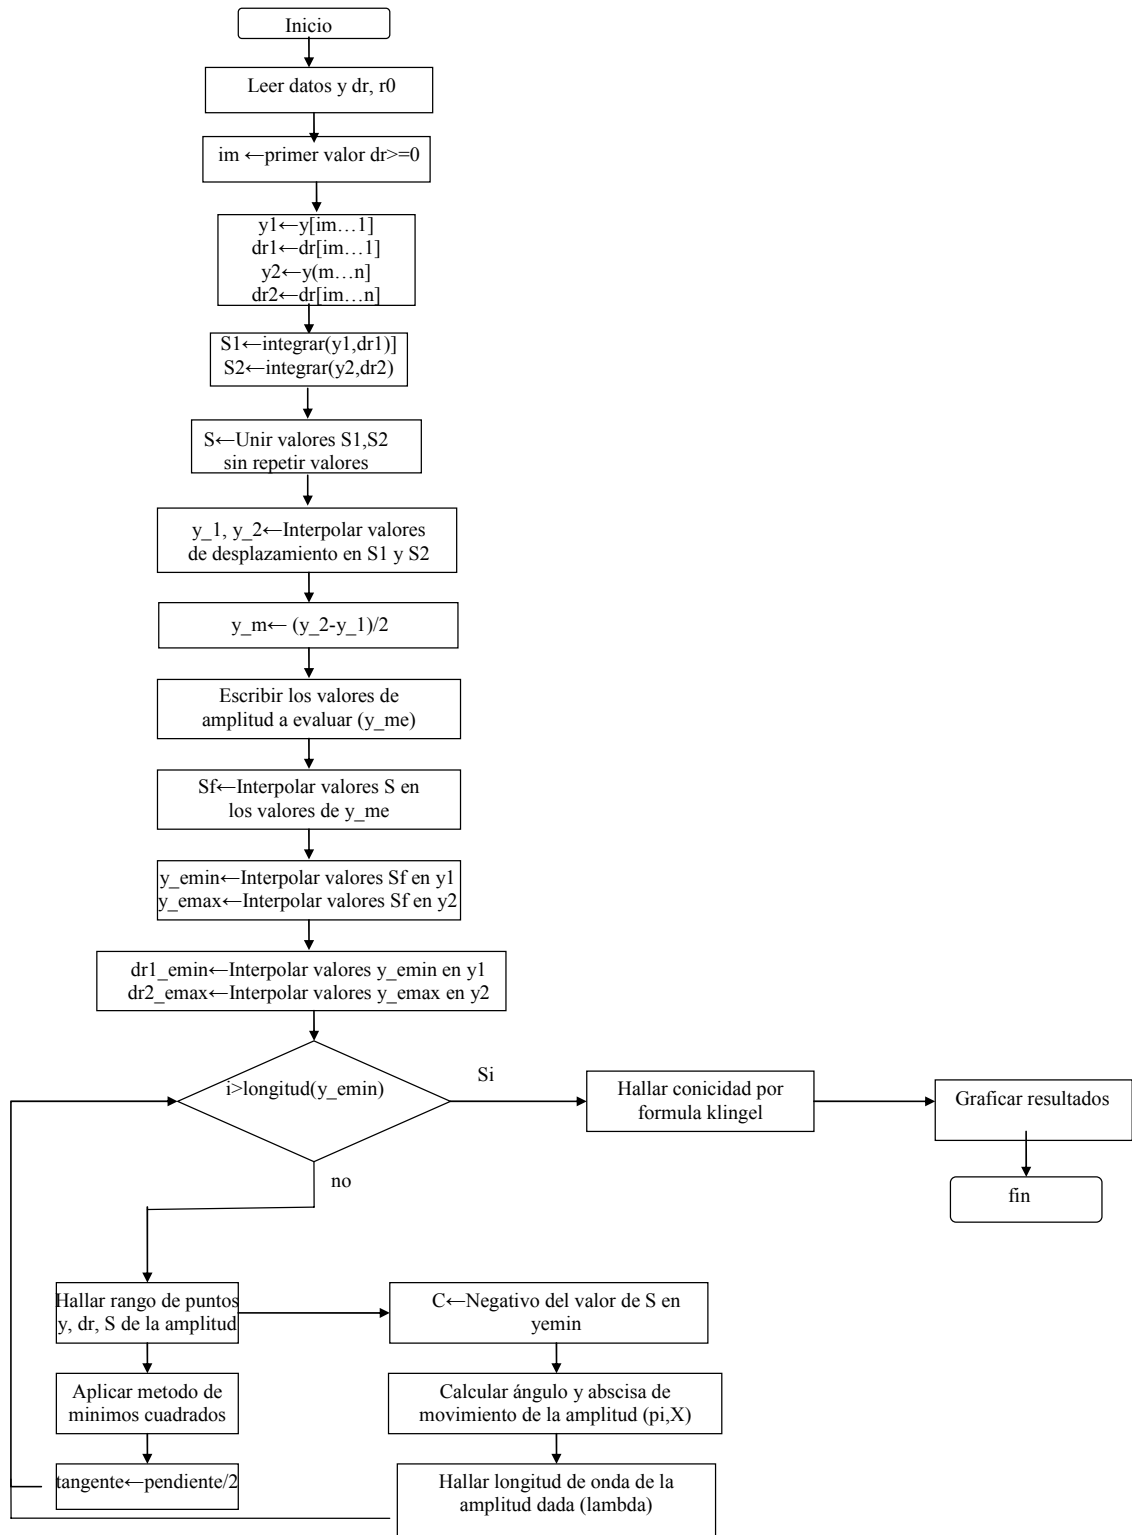 Inicio
Leer datos y dr, r0
im ←primer valor dr>=0
y1←y[im…1]
dr1←dr[im…1]
y2←y(m…n]
dr2←dr[im…n]
S1←integrar(y1,dr1)]
S2←integrar(y2,dr2)
S←Unir valores S1,S2
sin repetir valores
y_1, y_2←Interpolar valores
de desplazamiento en S1 y S2
y_m← (y_2-y_1)/2
Escribir los valores de
amplitud a evaluar (y_me)
Sf←Interpolar valores S en
los valores de y_me
y_emin←Interpolar valores Sf en y1
y_emax←Interpolar valores Sf en y2
dr1_emin←Interpolar valores y_emin en y1
dr2_emax←Interpolar valores y_emax en y2
i>longitud(y_emin)
Si
Hallar conicidad por
formula klingel
Graficar resultados
fin
no
Hallar rango de puntos
y, dr, S de la amplitud
Aplicar metodo de
minimos cuadrados
tangente←pendiente/2
C←Negativo del valor de S en
yemin
Calcular ángulo y abscisa de
movimiento de la amplitud (pi,X)
Hallar longitud de onda de la
amplitud dada (lambda)